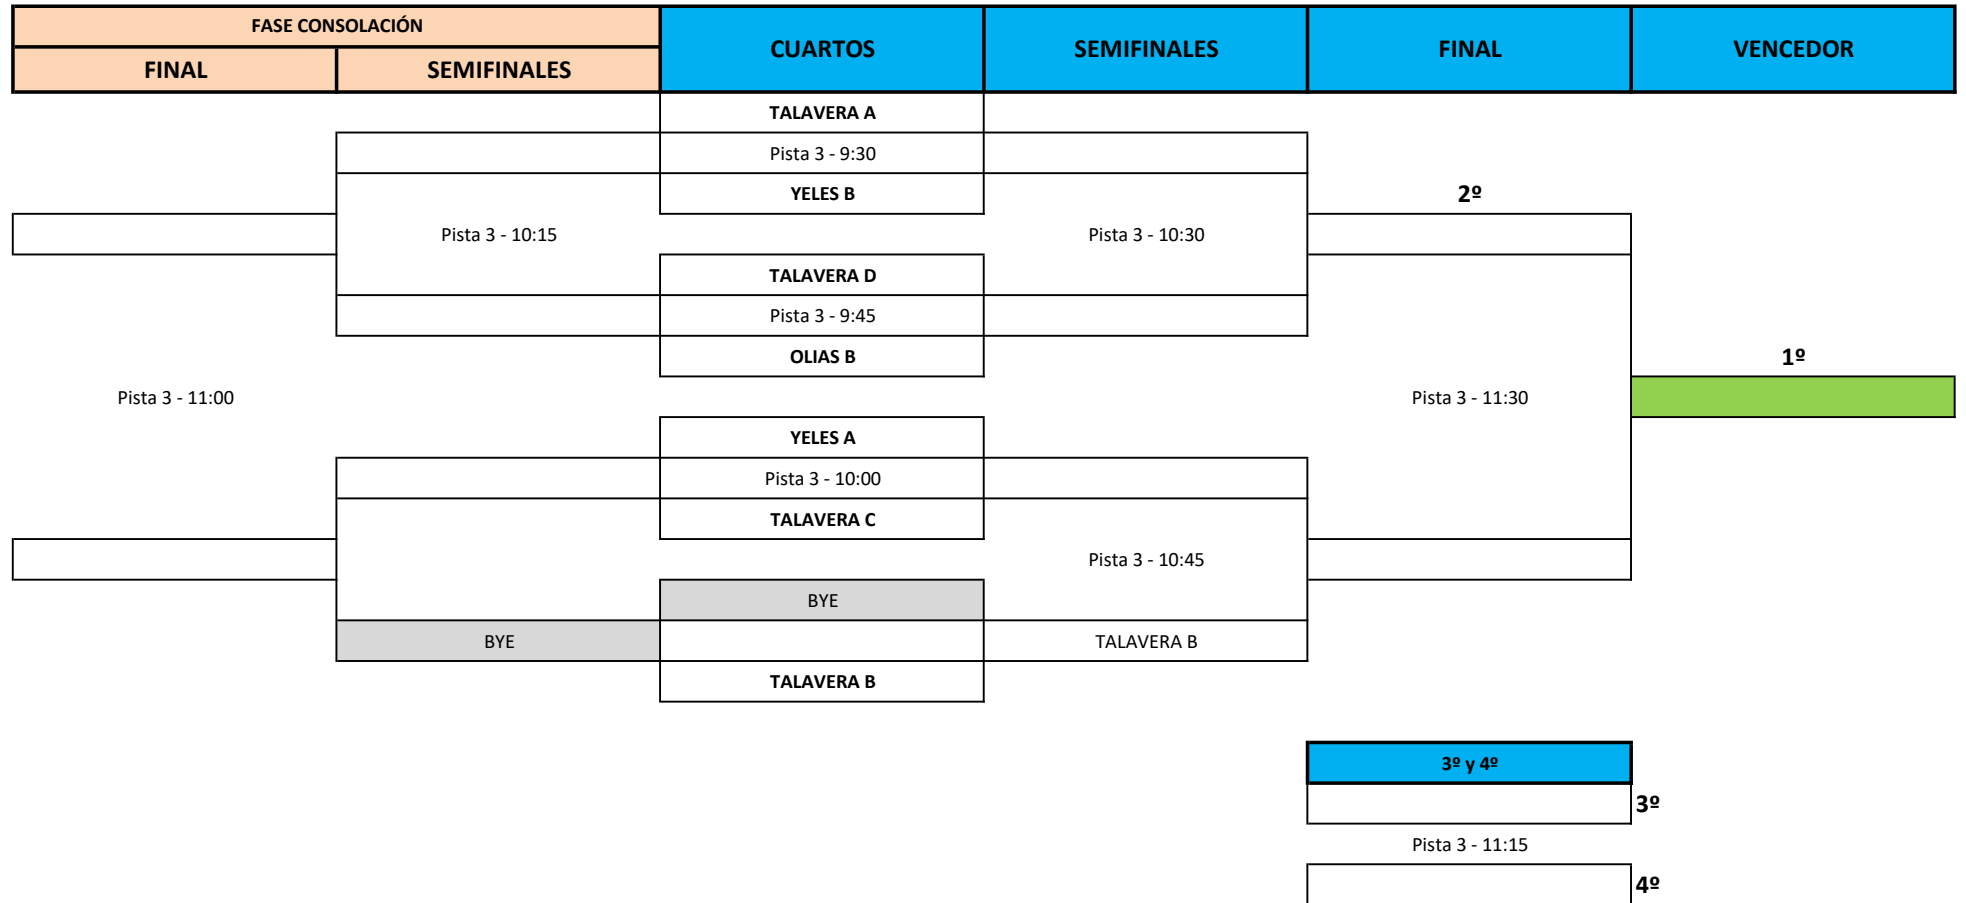 FASE CONSOLACIÓN
FINAL
SEMIFINALES
CUARTOS
SEMIFINALES
FINAL
VENCEDOR
TALAVERA A
Pista 3 - 9:30
YELES B
2º
Pista 3 - 10:15
Pista 3 - 10:30
TALAVERA D
Pista 3 - 9:45
OLIAS B
1º
Pista 3 - 11:00
Pista 3 - 11:30
YELES A
Pista 3 - 10:00
TALAVERA C
Pista 3 - 10:45
BYE
BYE
TALAVERA B
TALAVERA B
3º y 4º
3º
Pista 3 - 11:15
4º